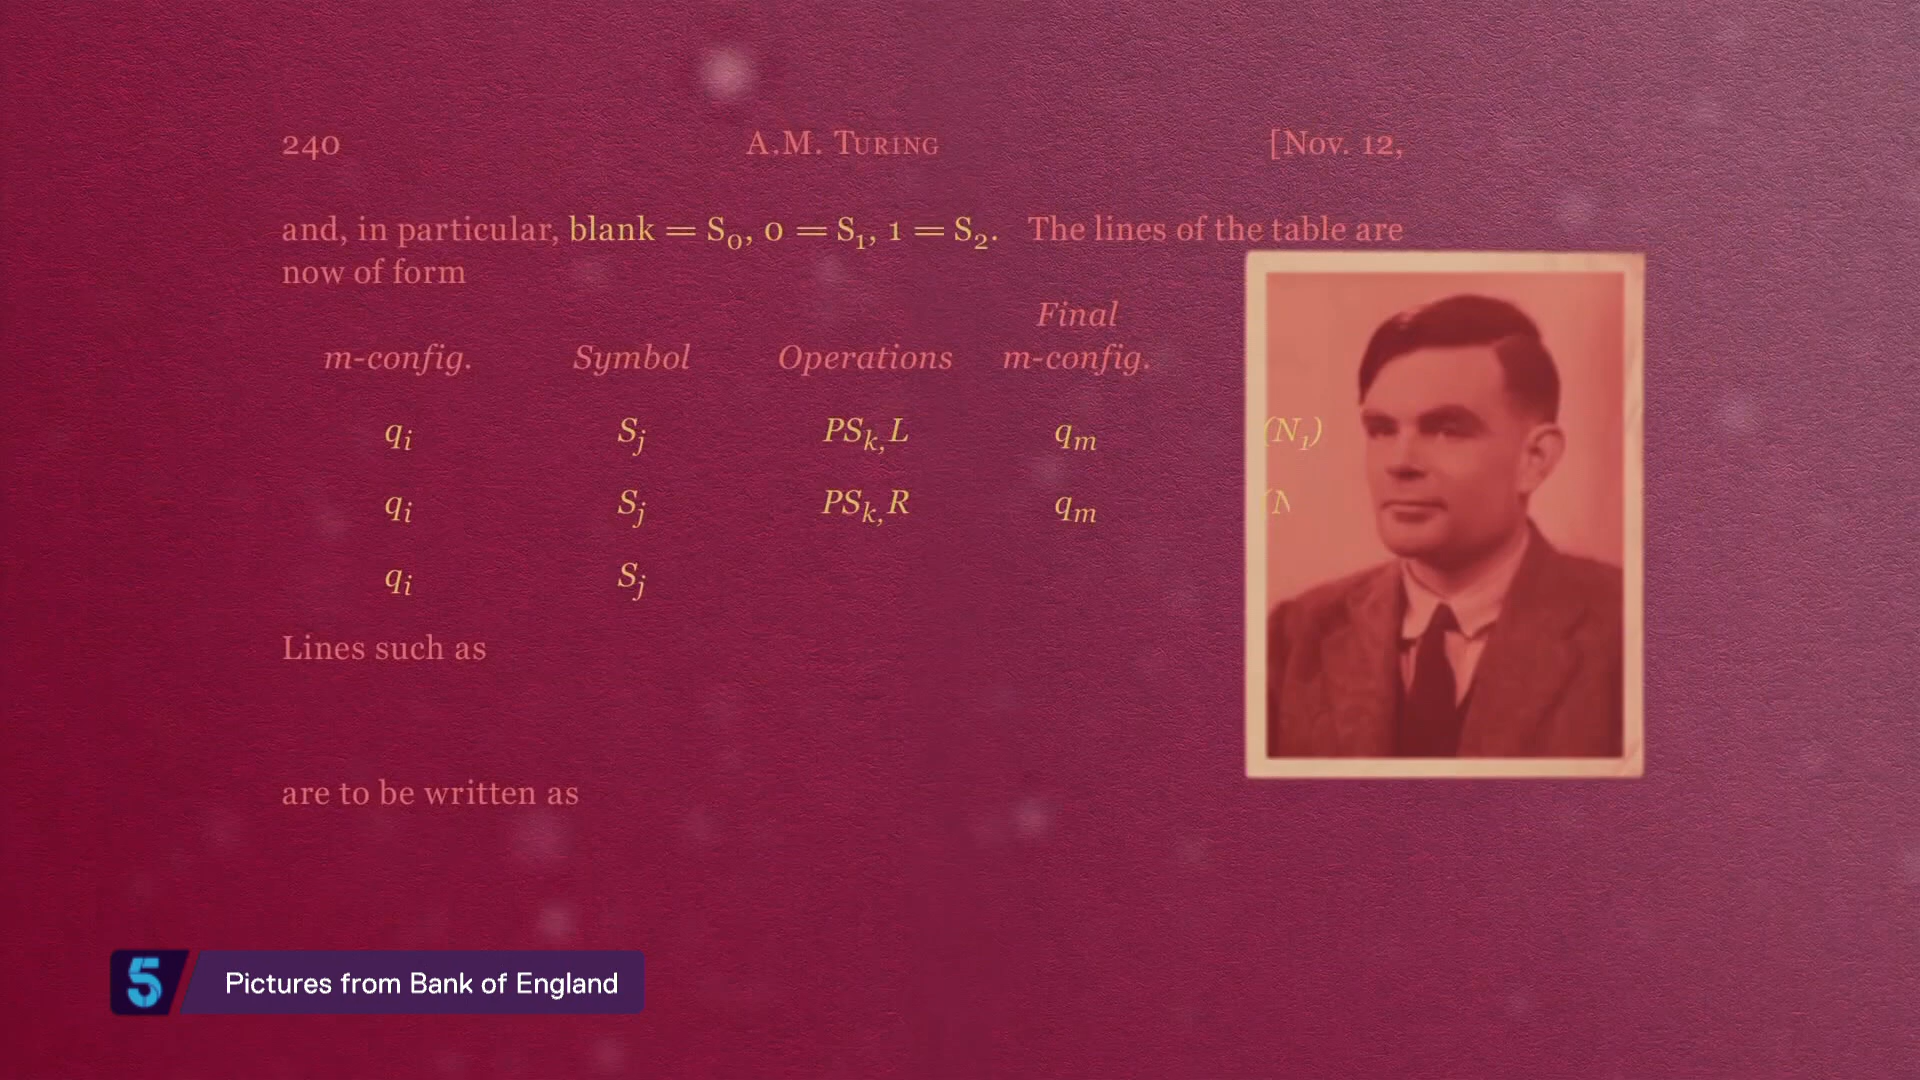 240 A.M. TURING [Nov. 12,
and, in particular, blank = S₀, 0 = S₁, 1 = S₂. The lines of the table are
now of form
Final
m-config. Symbol Operations m-config.
qᵢ Sⱼ PSₖ,L qₘ (N₁)
qᵢ Sⱼ PSₖ,R qₘ (N
qᵢ Sⱼ
Lines such as
are to be written as
5 Pictures from Bank of England